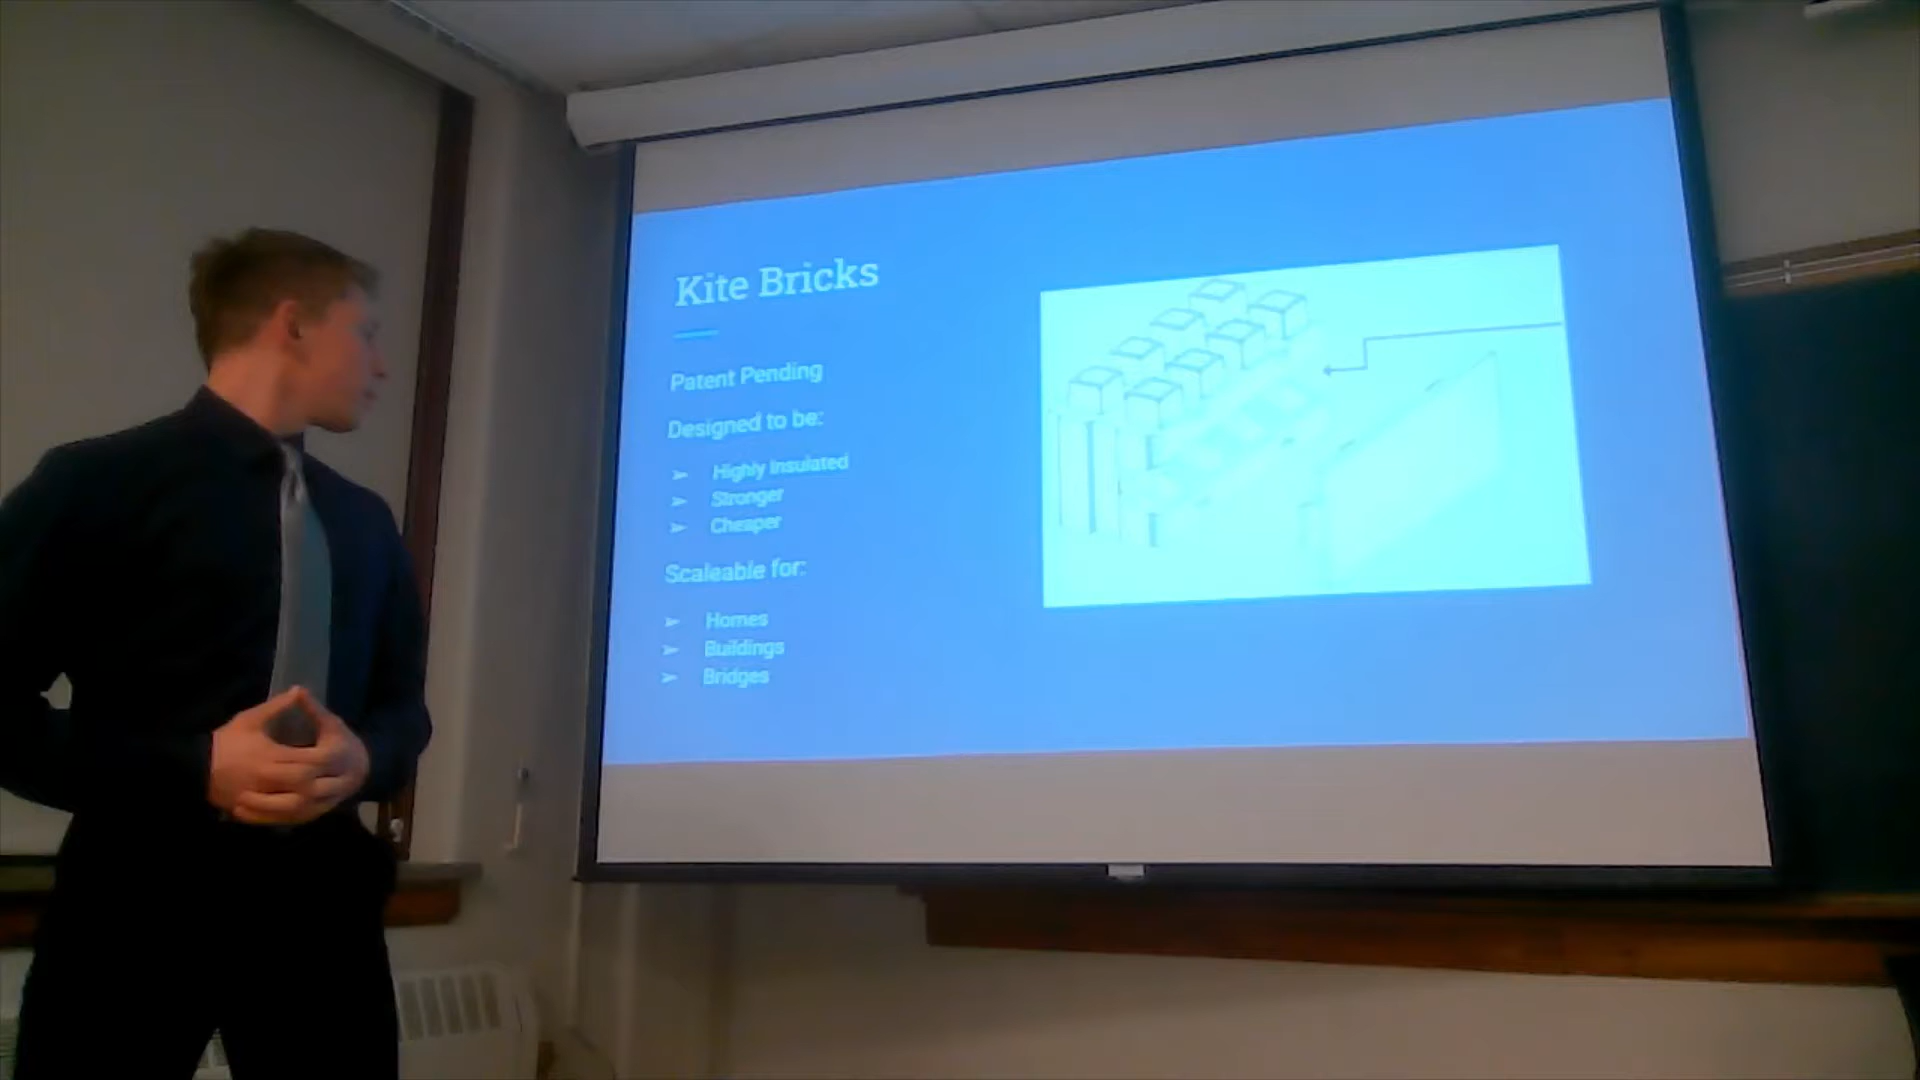 Kite Bricks
Patent Pending
Designed to be:
➢ Highly Insulated
➢ Stronger
➢ Cheaper
Scaleable for:
➢ Homes
➢ Buildings
➢ Bridges